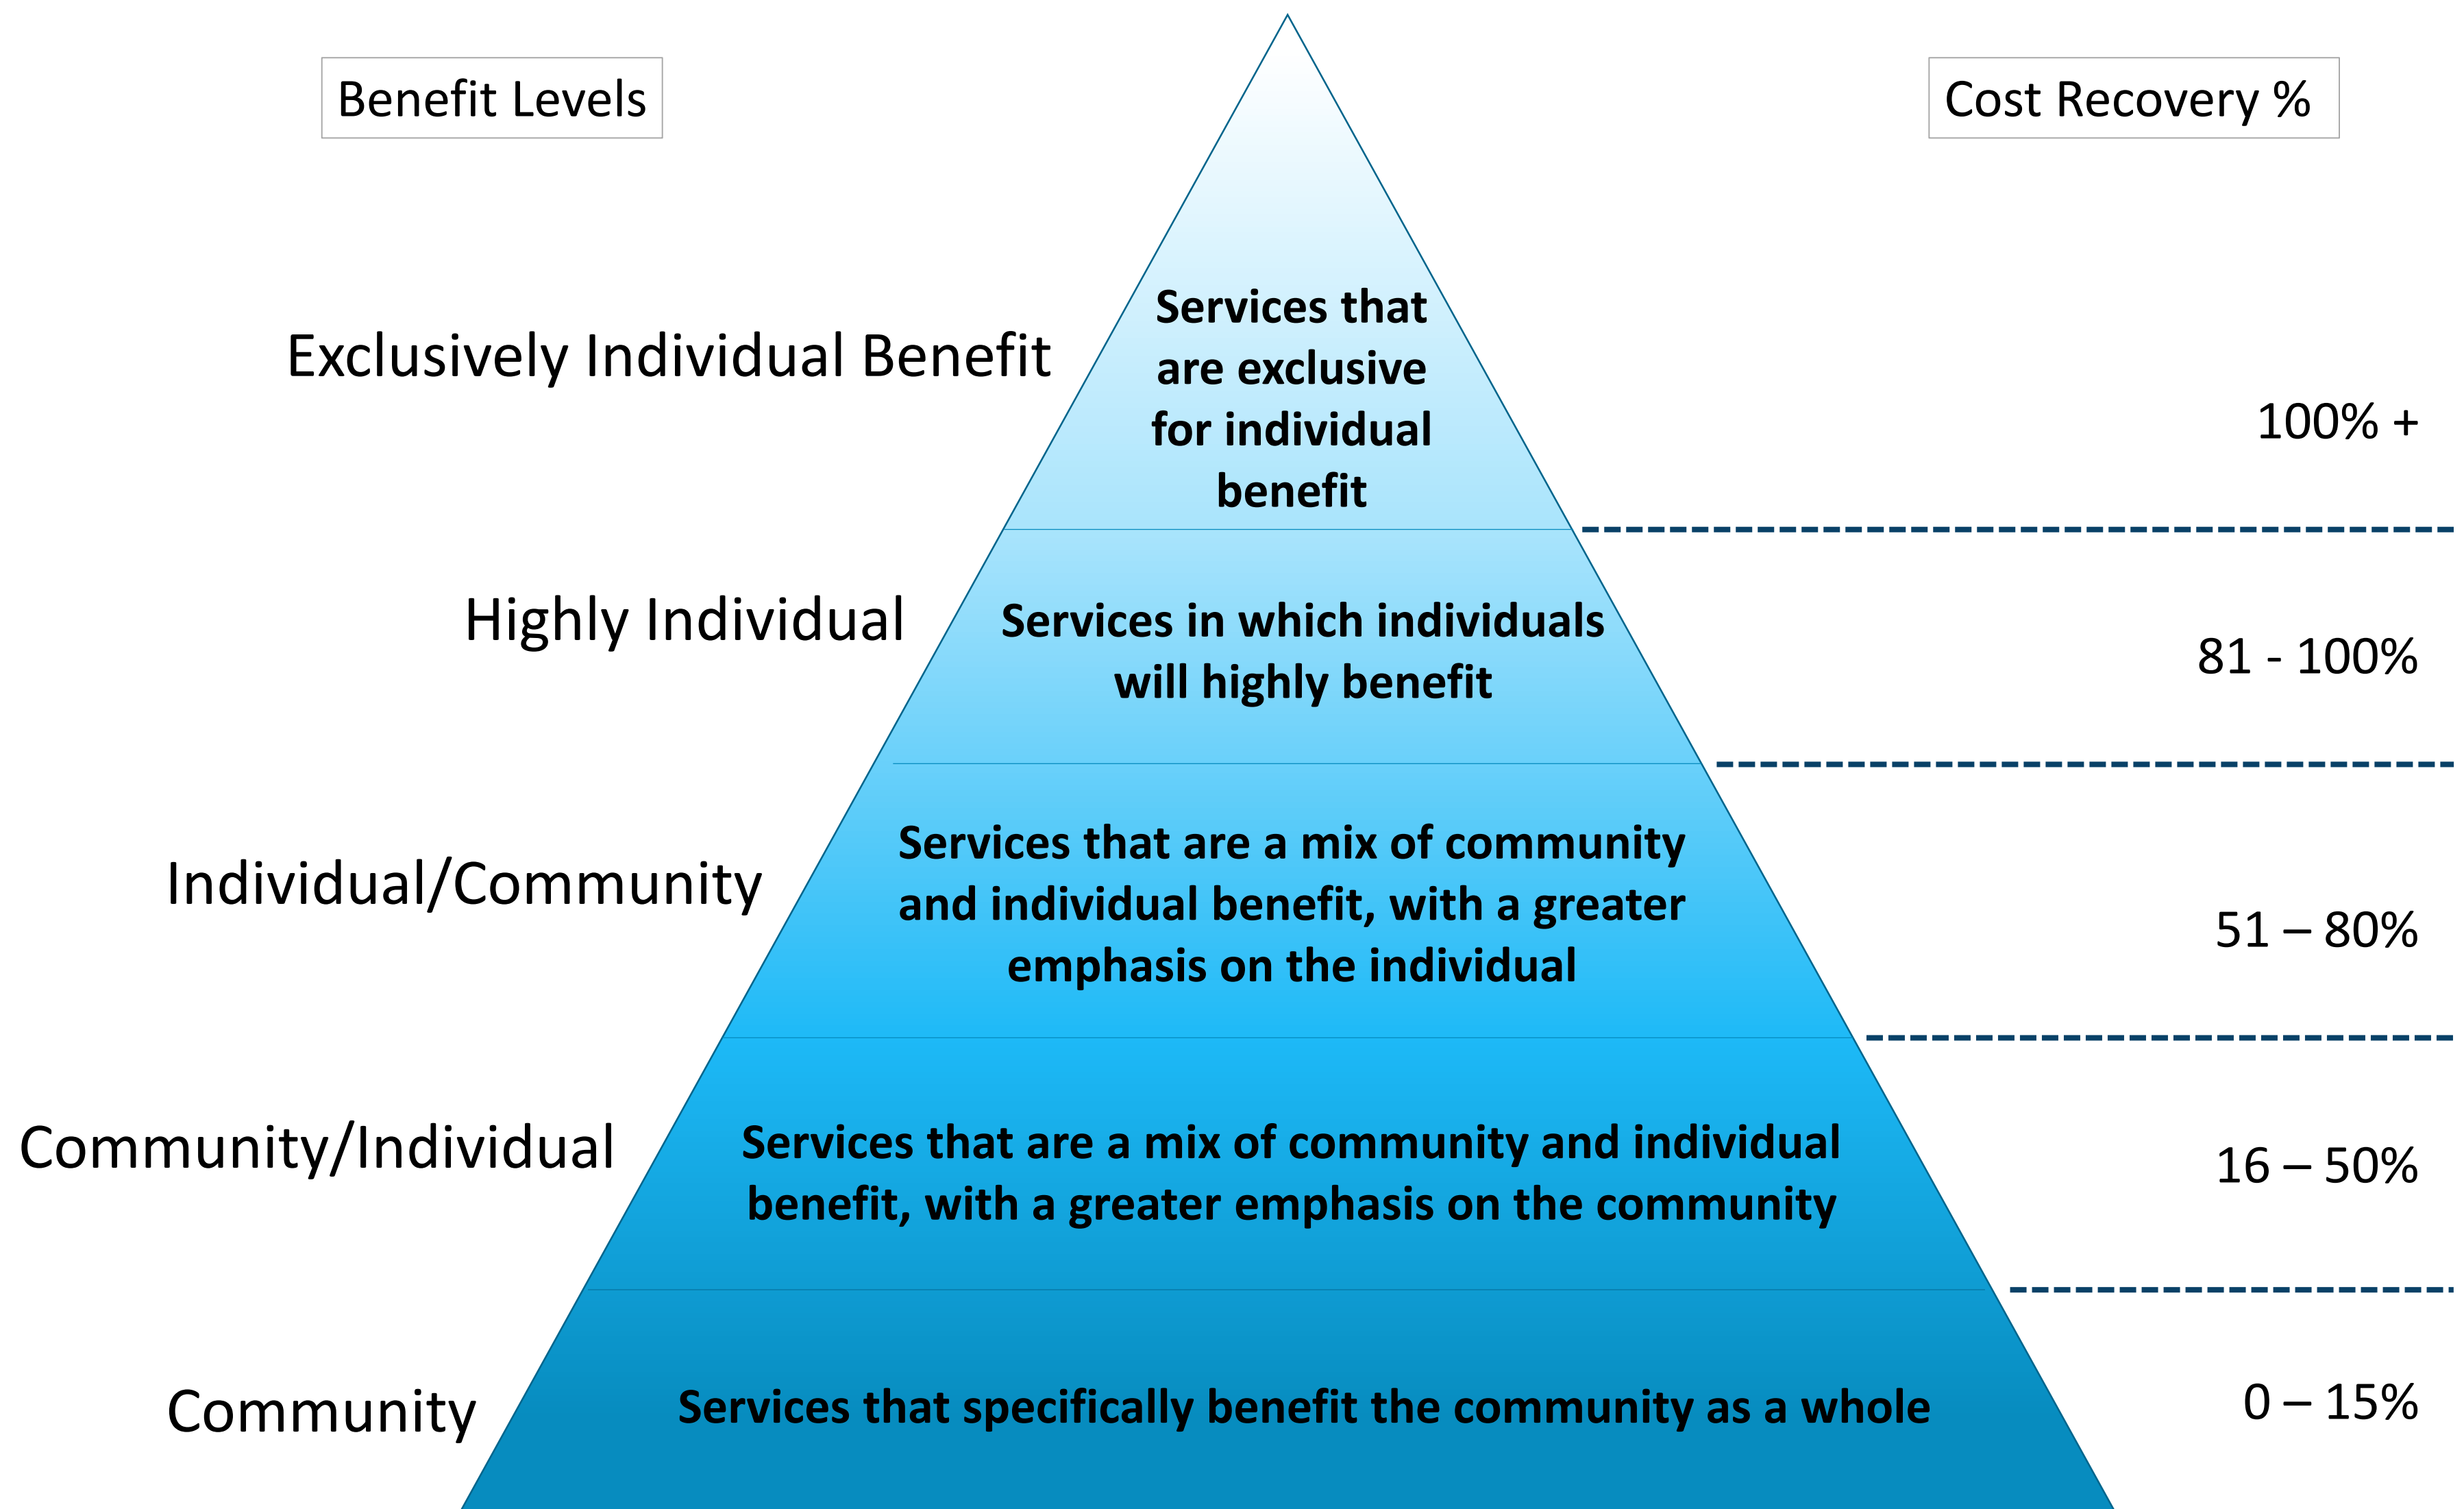 Benefit Levels
Cost Recovery %
Exclusively Individual Benefit
Services that
are exclusive
for individual
benefit
100% +
Highly Individual
Services in which individuals
will highly benefit
81 - 100%
Individual/Community
Services that are a mix of community
and individual benefit, with a greater
emphasis on the individual
51 – 80%
Community/Individual
Services that are a mix of community and individual
benefit, with a greater emphasis on the community
16 – 50%
Community
Services that specifically benefit the community as a whole
0 – 15%